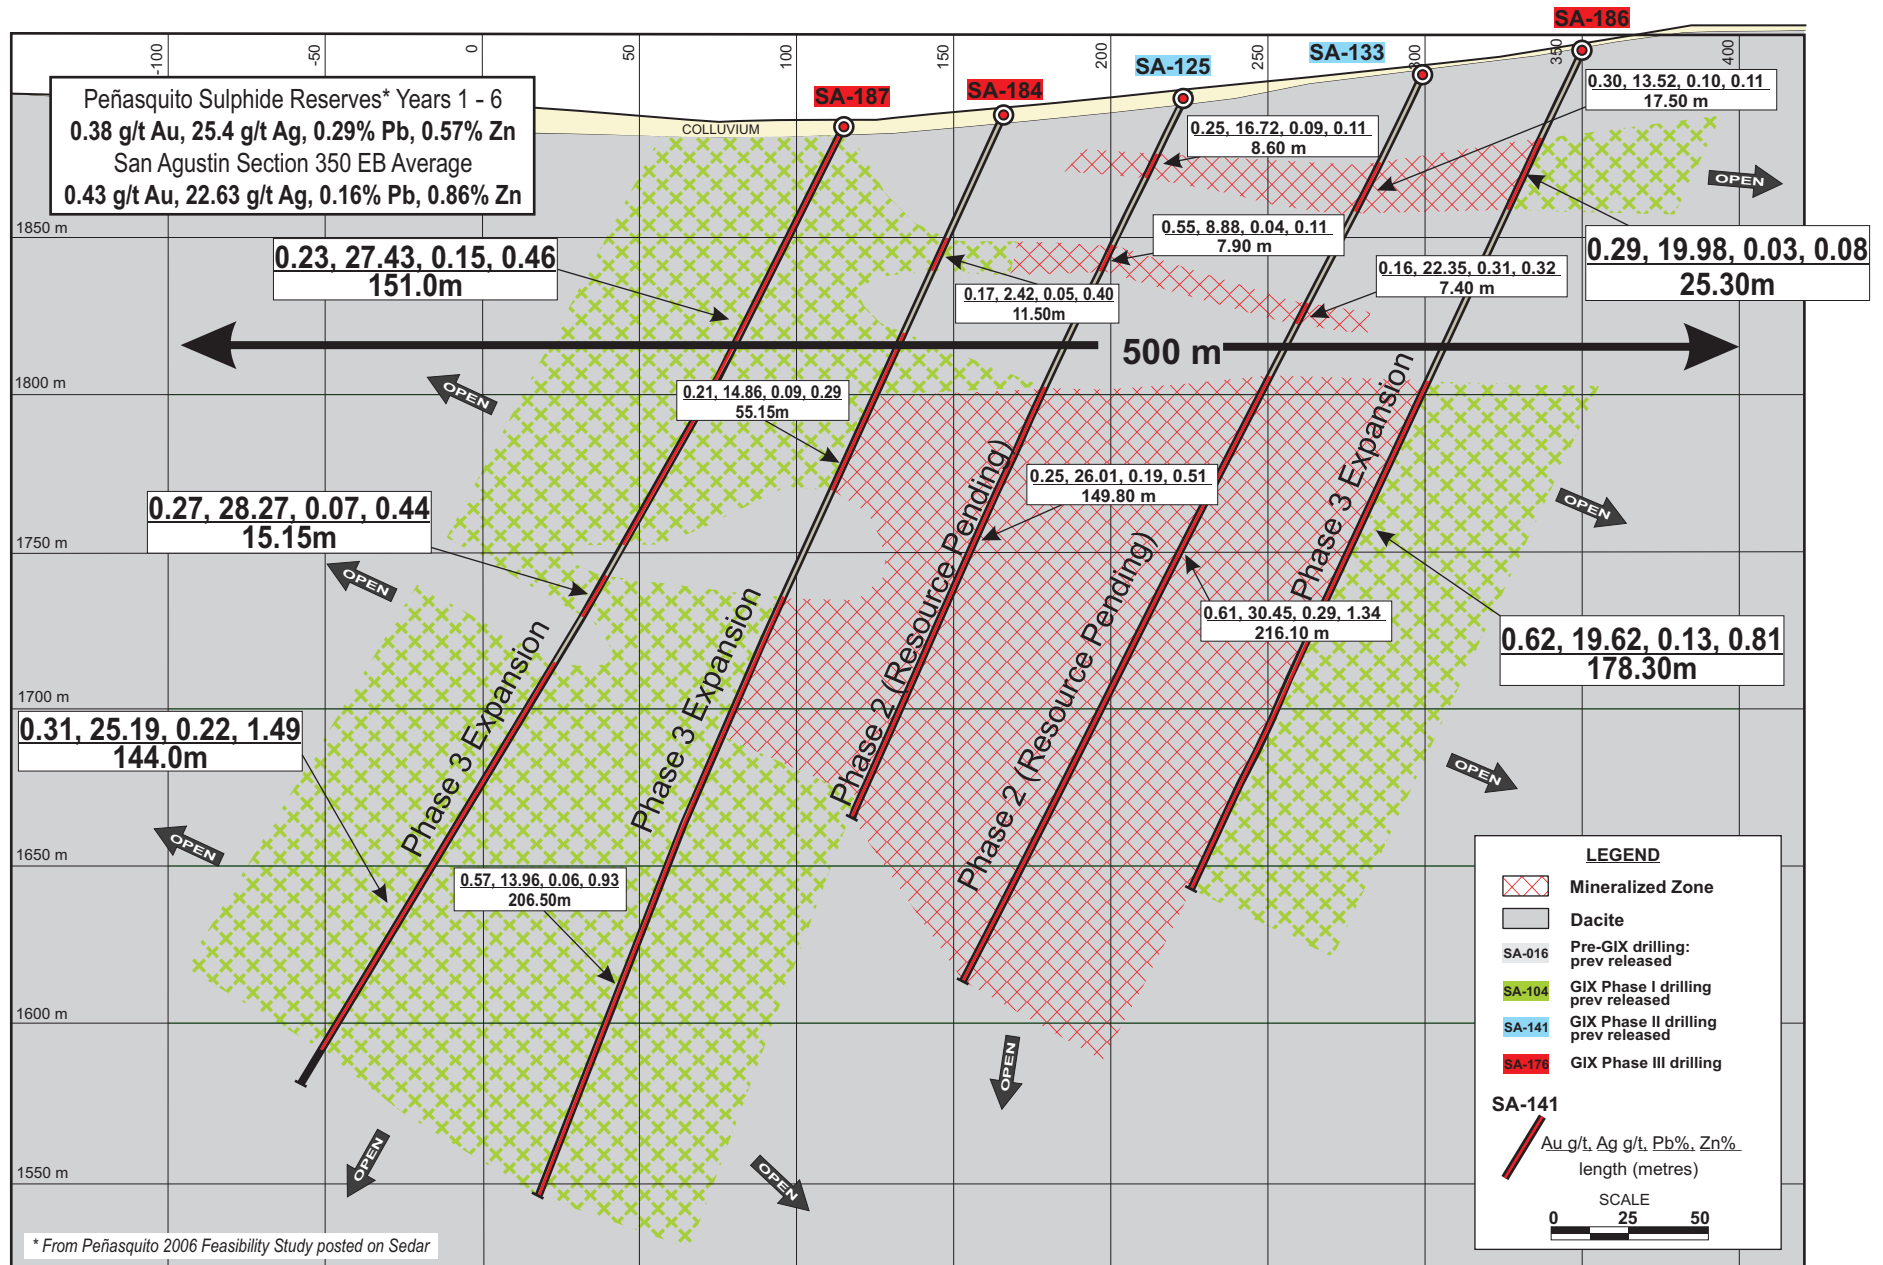 SA-186
SA-133
SA-125
SA-184
SA-187
-100
-50
0
50
100
150
200
250
300
350
400
Peñasquito Sulphide Reserves* Years 1 - 6
0.38 g/t Au, 25.4 g/t Ag, 0.29% Pb, 0.57% Zn
San Agustin Section 350 EB Average
0.43 g/t Au, 22.63 g/t Ag, 0.16% Pb, 0.86% Zn
COLLUVIUM
0.30, 13.52, 0.10, 0.11
17.50 m
0.25, 16.72, 0.09, 0.11
8.60 m
OPEN
1850 m
0.55, 8.88, 0.04, 0.11
7.90 m
0.23, 27.43, 0.15, 0.46
151.0m
0.29, 19.98, 0.03, 0.08
25.30m
0.16, 22.35, 0.31, 0.32
7.40 m
0.17, 2.42, 0.05, 0.40
11.50m
500 m
1800 m
OPEN
0.21, 14.86, 0.09, 0.29
55.15m
0.25, 26.01, 0.19, 0.51
149.80 m
OPEN
0.27, 28.27, 0.07, 0.44
15.15m
1750 m
OPEN
0.61, 30.45, 0.29, 1.34
216.10 m
0.62, 19.62, 0.13, 0.81
178.30m
Phase 3 Expansion
Phase 3 Expansion
Phase 2 (Resource Pending)
Phase 2 (Resource Pending)
Phase 3 Expansion
1700 m
0.31, 25.19, 0.22, 1.49
144.0m
OPEN
OPEN
1650 m
0.57, 13.96, 0.06, 0.93
206.50m
1600 m
OPEN
OPEN
OPEN
1550 m
LEGEND
Mineralized Zone
Dacite
SA-016 Pre-GIX drilling:
prev released
SA-104 GIX Phase I drilling
prev released
SA-141 GIX Phase II drilling
prev released
SA-176 GIX Phase III drilling
SA-141
Au g/t, Ag g/t, Pb%, Zn%
length (metres)
SCALE
0 25 50
* From Peñasquito 2006 Feasibility Study posted on Sedar